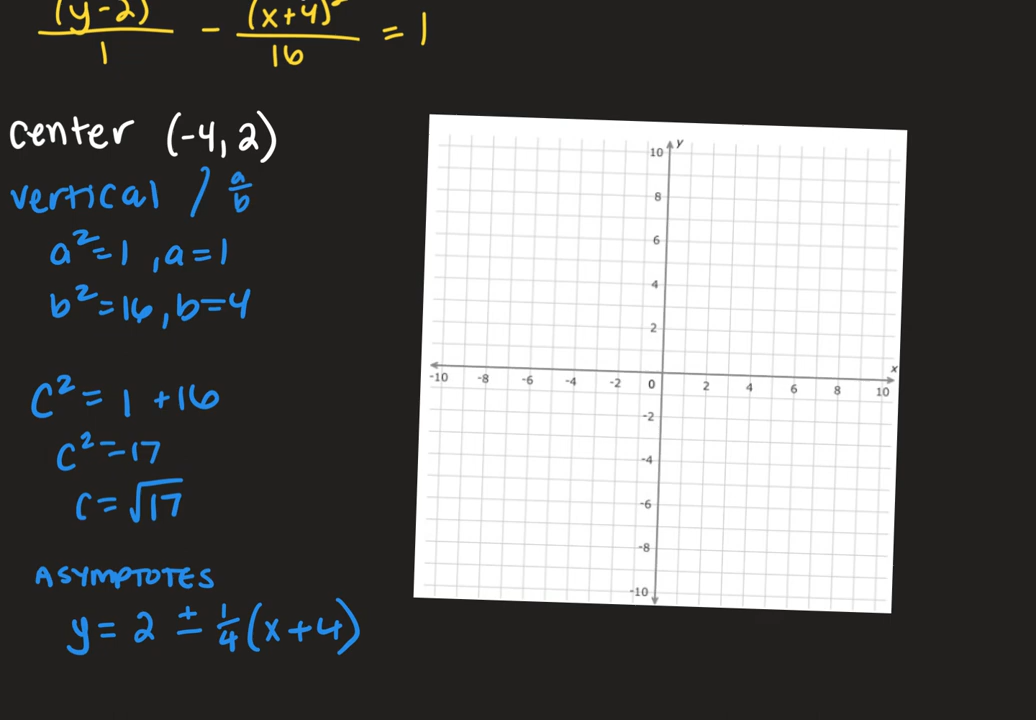 (y-2) / 1 - (x+4)² / 16 = 1
center (-4, 2)
vertical / a/b
a²=1, a=1
b²=16, b=4
c² = 1 +16
c²=17
c=√17
ASYMPTOTES
y= 2 ± 1/4 (x+4)
y
10
8
6
4
2
x
-10 -8 -6 -4 -2 0 2 4 6 8 10
-2
-4
-6
-8
-10